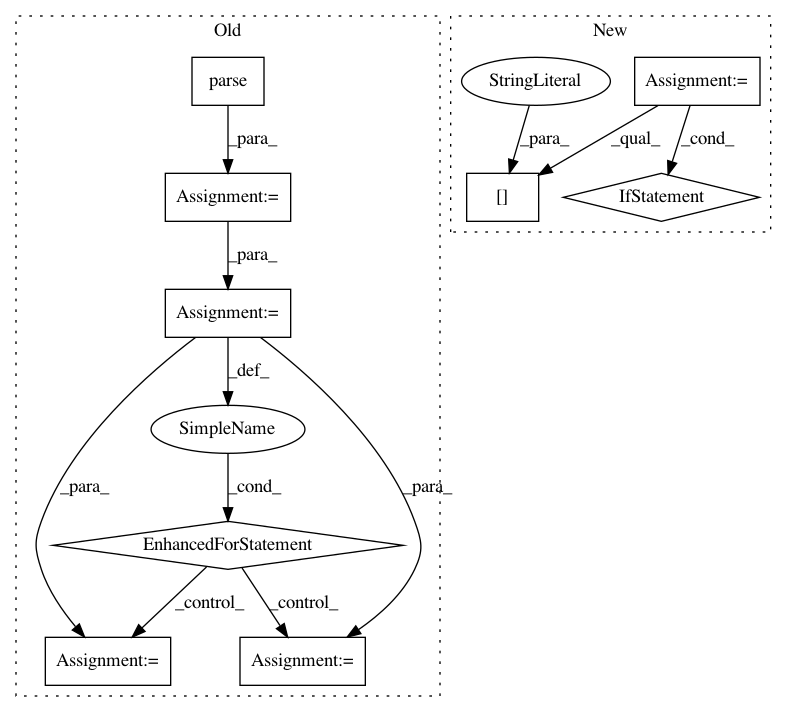 Old
New
parse
StringLiteral
Assignment:=
_para_
_para_
_qual_
_cond_
Assignment:=
[]
IfStatement
_para_
Assignment:=
_def_
SimpleName
_para_
_cond_
_para_
EnhancedForStatement
_control_
_control_
Assignment:=
Assignment:=